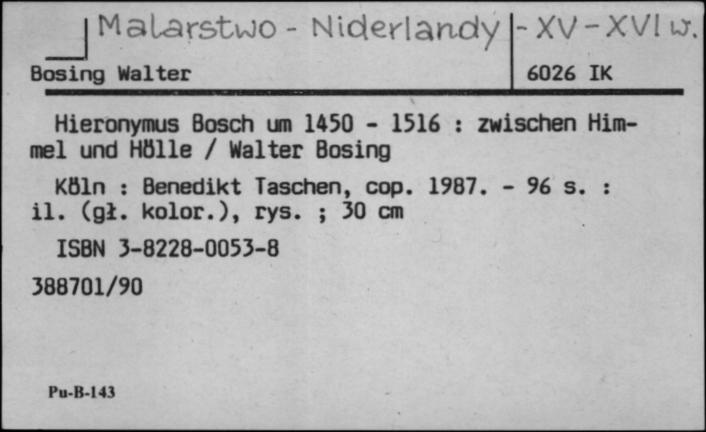 Malarstwo - Niderlandy - XV - XVI w.
Bosing Walter 6026 IK
Hieronymus Bosch um 1450 - 1516 : zwischen Him-
mel und Hölle / Walter Bosing
Köln : Benedikt Taschen, cop. 1987. - 96 s. :
il. (gł. kolor.), rys. ; 30 cm
ISBN 3-8228-0053-8
388701/90
Pu-B-143